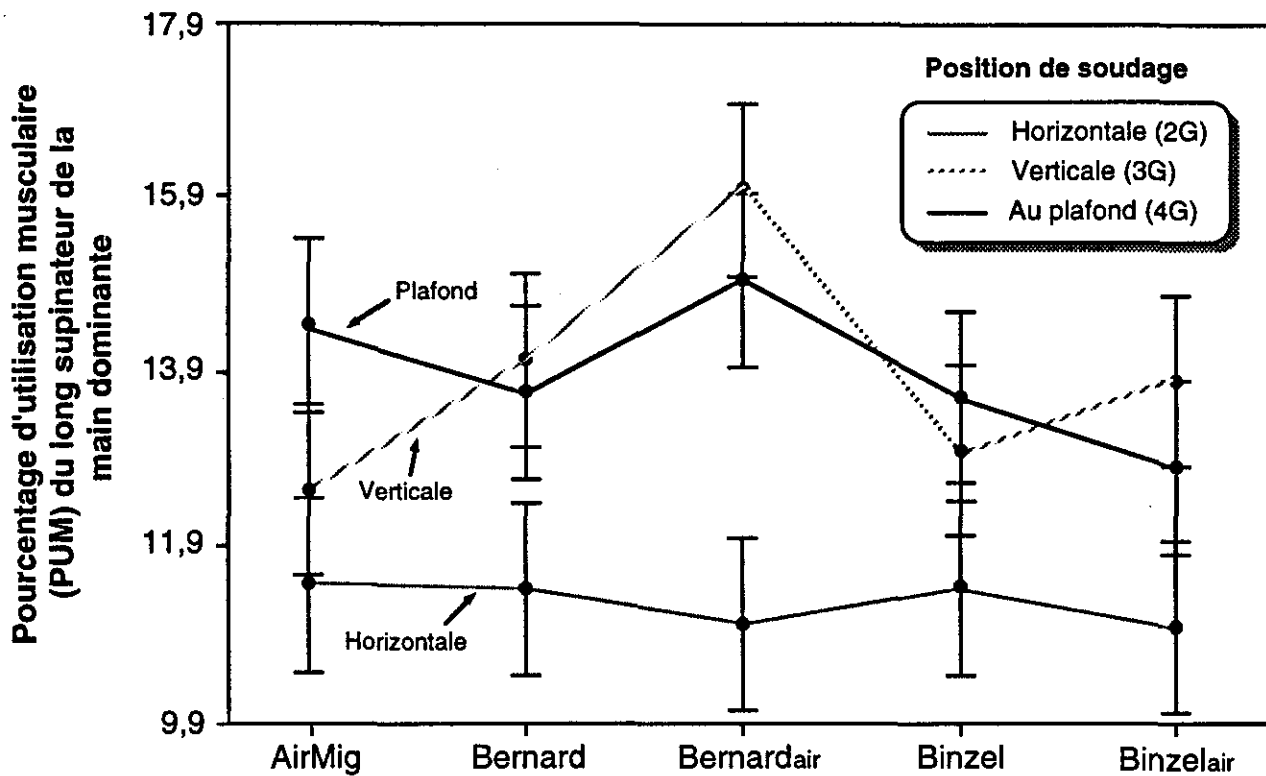 Pourcentage d'utilisation musculaire
(PUM) du long supinateur de la
main dominante
17,9
15,9
13,9
11,9
9,9
Position de soudage
Horizontale (2G)
Verticale (3G)
Au plafond (4G)
Plafond
Verticale
Horizontale
AirMig
Bernard
Bernardair
Binzel
Binzelair